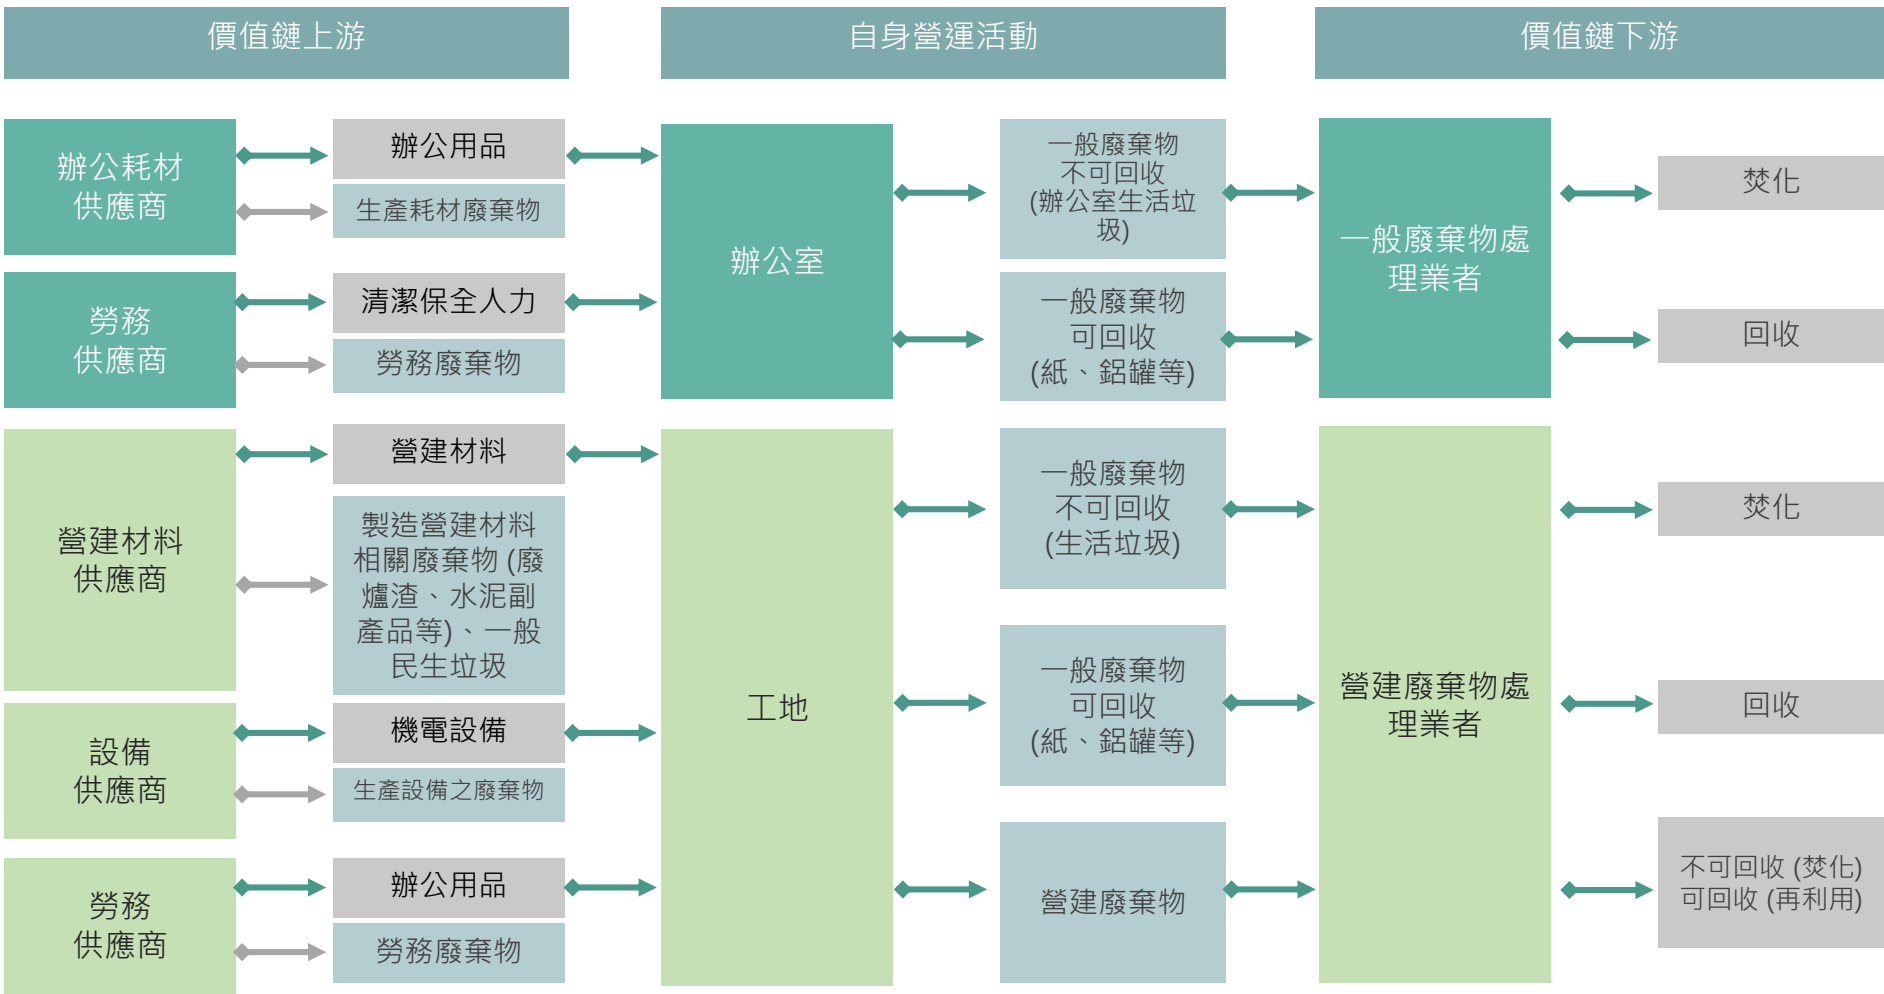 價值鏈上游
自身營運活動
價值鏈下游
辦公耗材
供應商
辦公用品
生產耗材廢棄物
勞務
供應商
清潔保全人力
勞務廢棄物
辦公室
一般廢棄物
不可回收
(辦公室生活垃
圾)
一般廢棄物
可回收
(紙、鋁罐等)
一般廢棄物處
理業者
焚化
回收
營建材料
供應商
營建材料
製造營建材料
相關廢棄物 (廢
爐渣、水泥副
產品等)、一般
民生垃圾
設備
供應商
機電設備
生產設備之廢棄物
勞務
供應商
辦公用品
勞務廢棄物
工地
一般廢棄物
不可回收
(生活垃圾)
一般廢棄物
可回收
(紙、鋁罐等)
營建廢棄物
營建廢棄物處
理業者
焚化
回收
不可回收 (焚化)
可回收 (再利用)